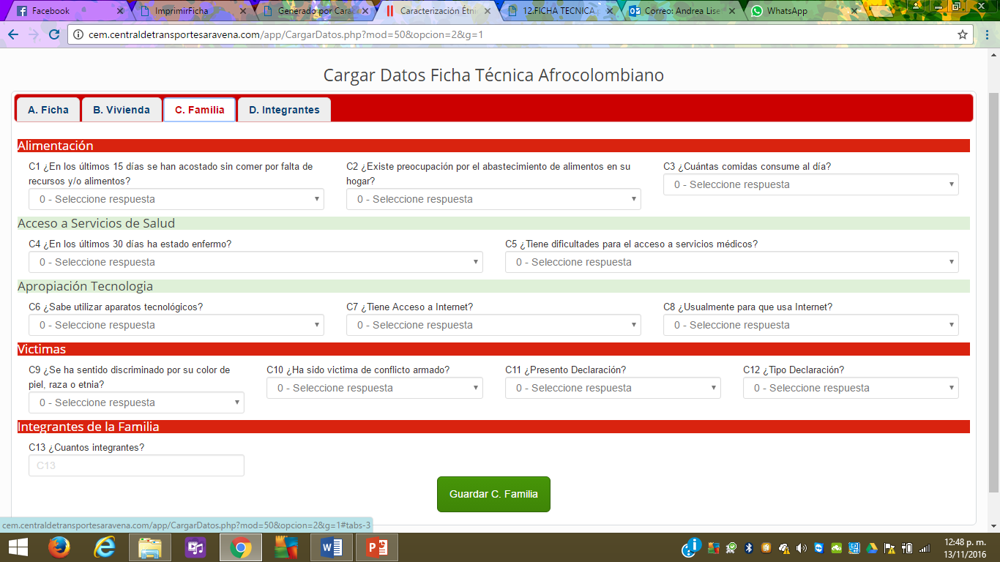 Facebook
ImprimirFicha
Generado por Carac
Caracterización Étni
12.FICHA TECNICA.p
Correo: Andrea Lise
WhatsApp
cem.centraldetransportesaravena.com/app/CargarDatos.php?mod=50&opcion=2&g=1
Cargar Datos Ficha Técnica Afrocolombiano
A. Ficha
B. Vivienda
C. Familia
D. Integrantes
Alimentación
C1 ¿En los últimos 15 días se han acostado sin comer por falta de
recursos y/o alimentos?
0 - Seleccione respuesta
C2 ¿Existe preocupación por el abastecimiento de alimentos en su
hogar?
0 - Seleccione respuesta
C3 ¿Cuántas comidas consume al día?
0 - Seleccione respuesta
Acceso a Servicios de Salud
C4 ¿En los últimos 30 días ha estado enfermo?
0 - Seleccione respuesta
C5 ¿Tiene dificultades para el acceso a servicios médicos?
0 - Seleccione respuesta
Apropiación Tecnologia
C6 ¿Sabe utilizar aparatos tecnológicos?
0 - Seleccione respuesta
C7 ¿Tiene Acceso a Internet?
0 - Seleccione respuesta
C8 ¿Usualmente para que usa Internet?
0 - Seleccione respuesta
Victimas
C9 ¿Se ha sentido discriminado por su color de
piel, raza o etnia?
0 - Seleccione respuesta
C10 ¿Ha sido victima de conflicto armado?
0 - Seleccione respuesta
C11 ¿Presento Declaración?
0 - Seleccione respuesta
C12 ¿Tipo Declaración?
0 - Seleccione respuesta
Integrantes de la Familia
C13 ¿Cuantos integrantes?
C13
Guardar C. Familia
cem.centraldetransportesaravena.com/app/CargarDatos.php?mod=50&opcion=2&g=1#tabs-3
12:48 p. m.
13/11/2016